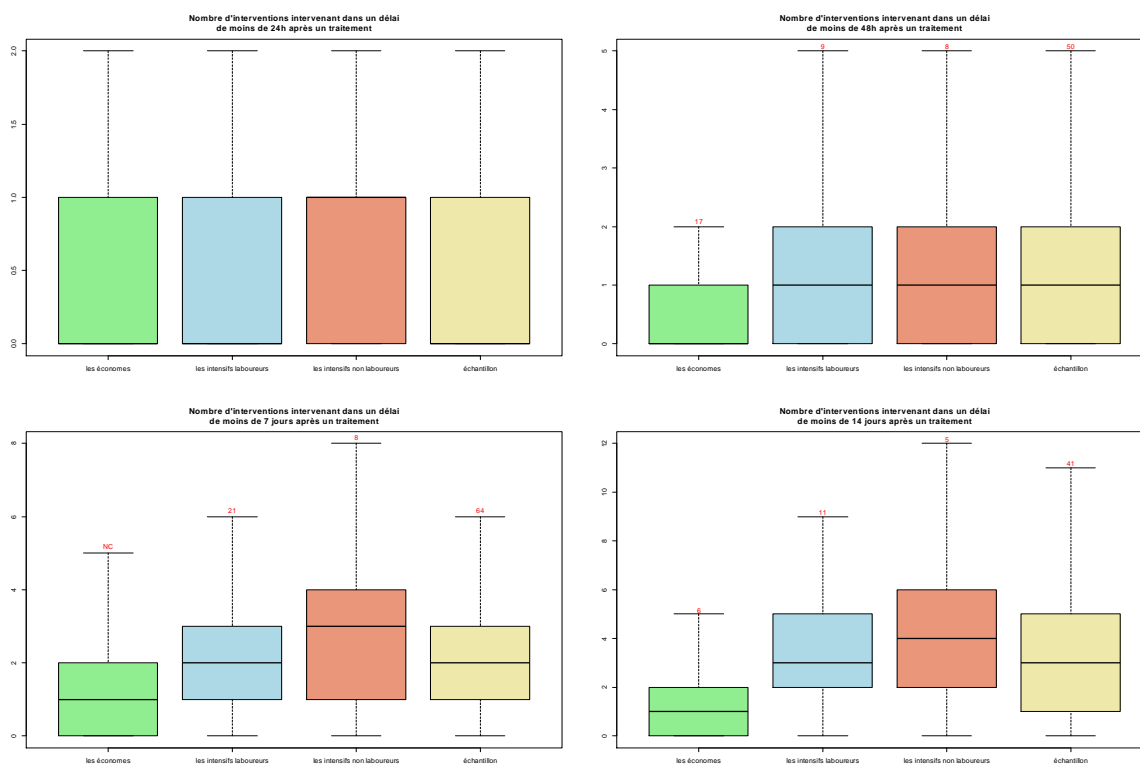 Nombre d'interventions intervenant dans un délai
de moins de 24h après un traitement
2.0
1.5
1.0
0.5
0.0
les économes
les intensifs laboureurs
les intensifs non laboureurs
échantillon
Nombre d'interventions intervenant dans un délai
de moins de 48h après un traitement
5
4
3
2
1
0
17
9
8
50
les économes
les intensifs laboureurs
les intensifs non laboureurs
échantillon
Nombre d'interventions intervenant dans un délai
de moins de 7 jours après un traitement
8
6
4
2
0
NC
21
8
64
les économes
les intensifs laboureurs
les intensifs non laboureurs
échantillon
Nombre d'interventions intervenant dans un délai
de moins de 14 jours après un traitement
12
10
8
6
4
2
0
6
11
5
41
les économes
les intensifs laboureurs
les intensifs non laboureurs
échantillon